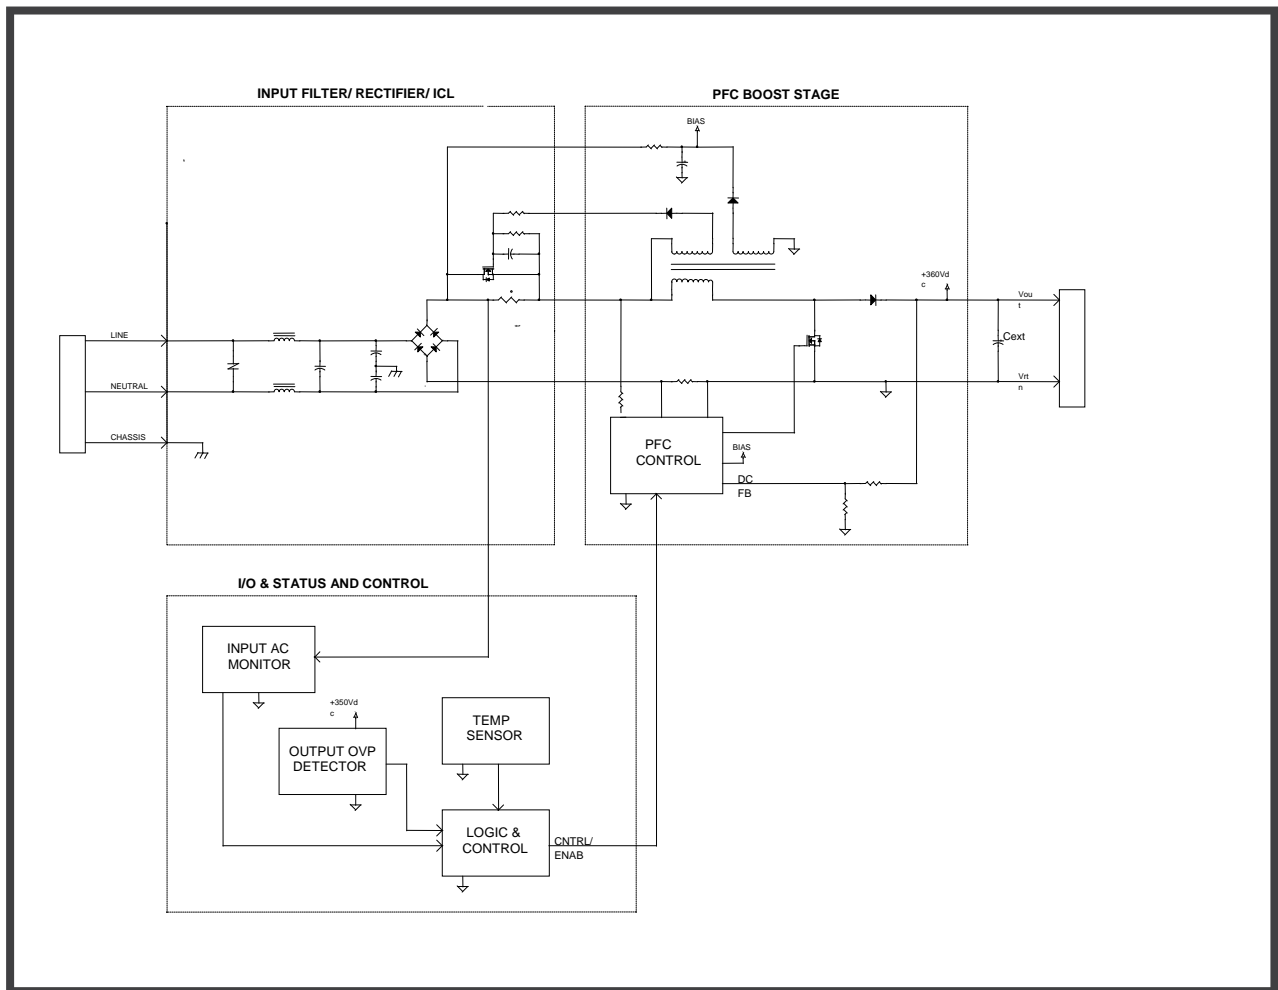 INPUT FILTER/ RECTIFIER/ ICL
PFC BOOST STAGE
BIAS
+360Vd
c
Vou
t
LINE
Cext
NEUTRAL
Vrt
n
CHASSIS
PFC
CONTROL
BIAS
DC
FB
I/O & STATUS AND CONTROL
INPUT AC
MONITOR
+350Vd
c
TEMP
SENSOR
OUTPUT OVP
DETECTOR
LOGIC &
CONTROL
CNTRL/
ENAB